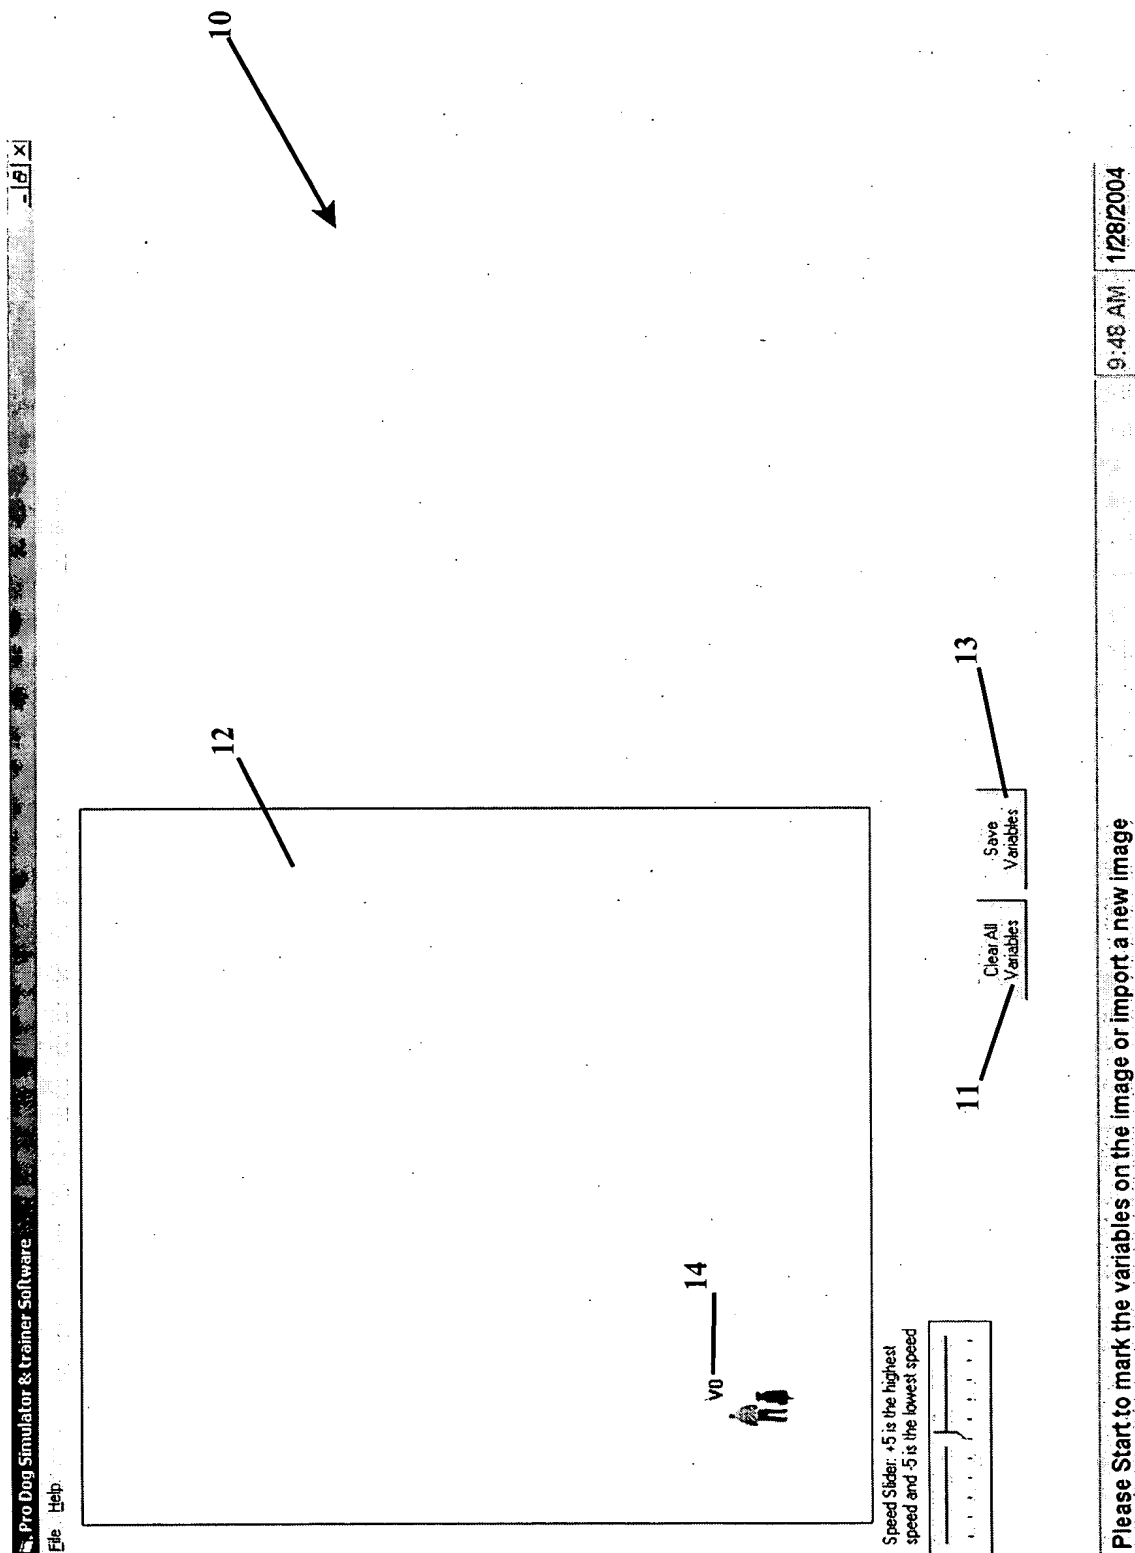 Pro Dog Simulator & trainer Software
File Help
10
12
V0
14
Speed Slider: +5 is the highest
speed and -5 is the lowest speed
11
Clear All
Variables
Save
Variables
13
Please Start to mark the variables on the image or import a new image
9:48 AM
1/28/2004